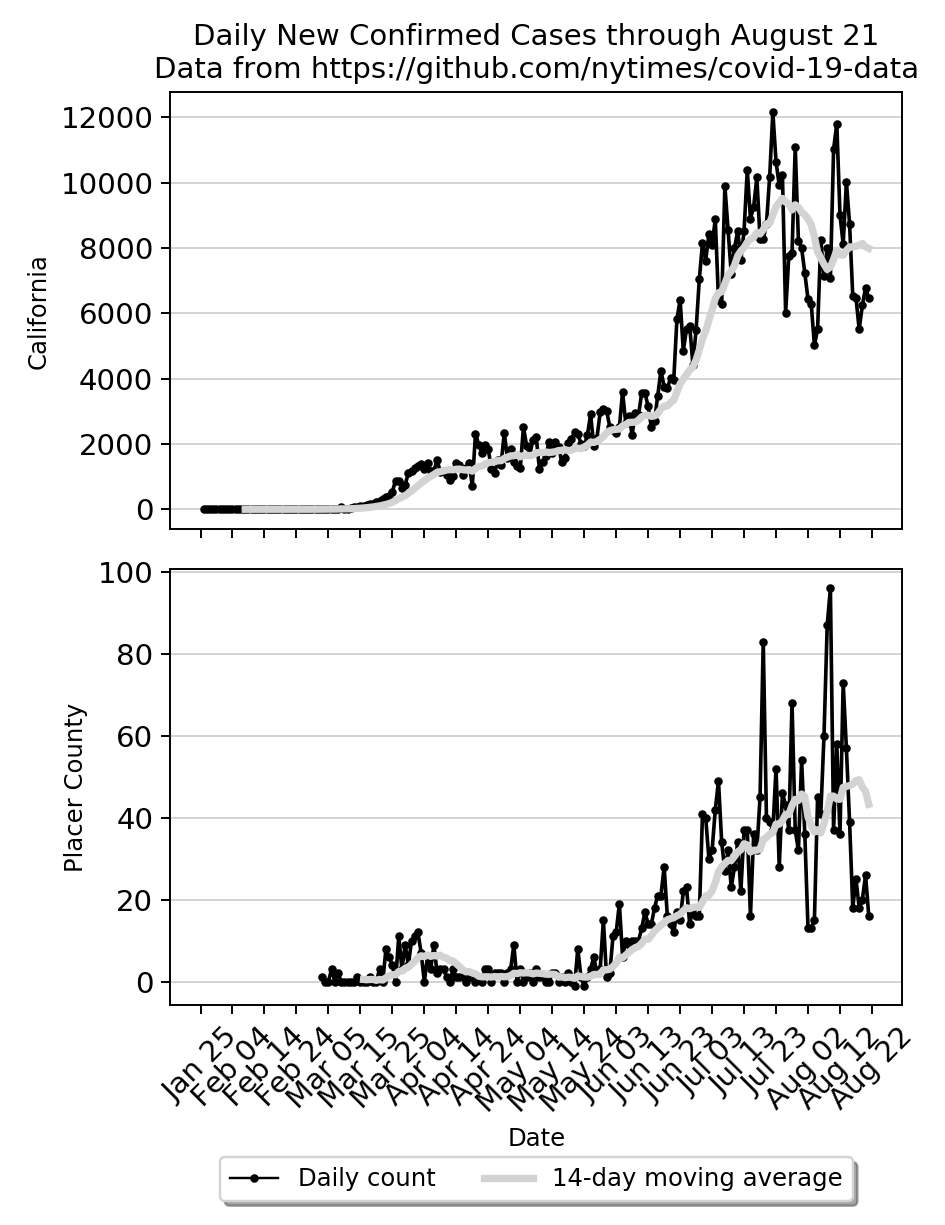 Daily New Confirmed Cases through August 21
Data from https://github.com/nytimes/covid-19-data
12000
10000
8000
6000
4000
2000
0
California
100
80
60
40
20
0
Placer County
Jan 25
Feb 04
Feb 14
Feb 24
Mar 05
Mar 15
Mar 25
Apr 04
Apr 14
Apr 24
May 04
May 14
May 24
Jun 03
Jun 13
Jun 23
Jul 03
Jul 13
Jul 23
Aug 02
Aug 12
Aug 22
Date
Daily count
14-day moving average